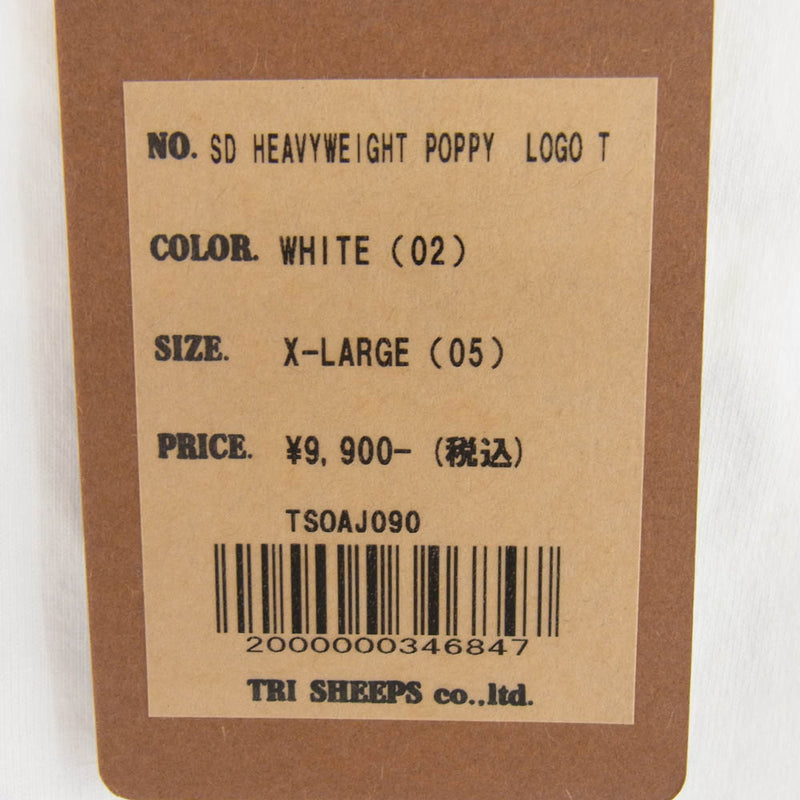 NO. SD HEAVYWEIGHT POPPY LOGO T
COLOR. WHITE (02)
SIZE. X-LARGE (05)
PRICE. ¥9,900- (税込)
TSOAJ090
2000000346847
TRI SHEEPS co.,ltd.